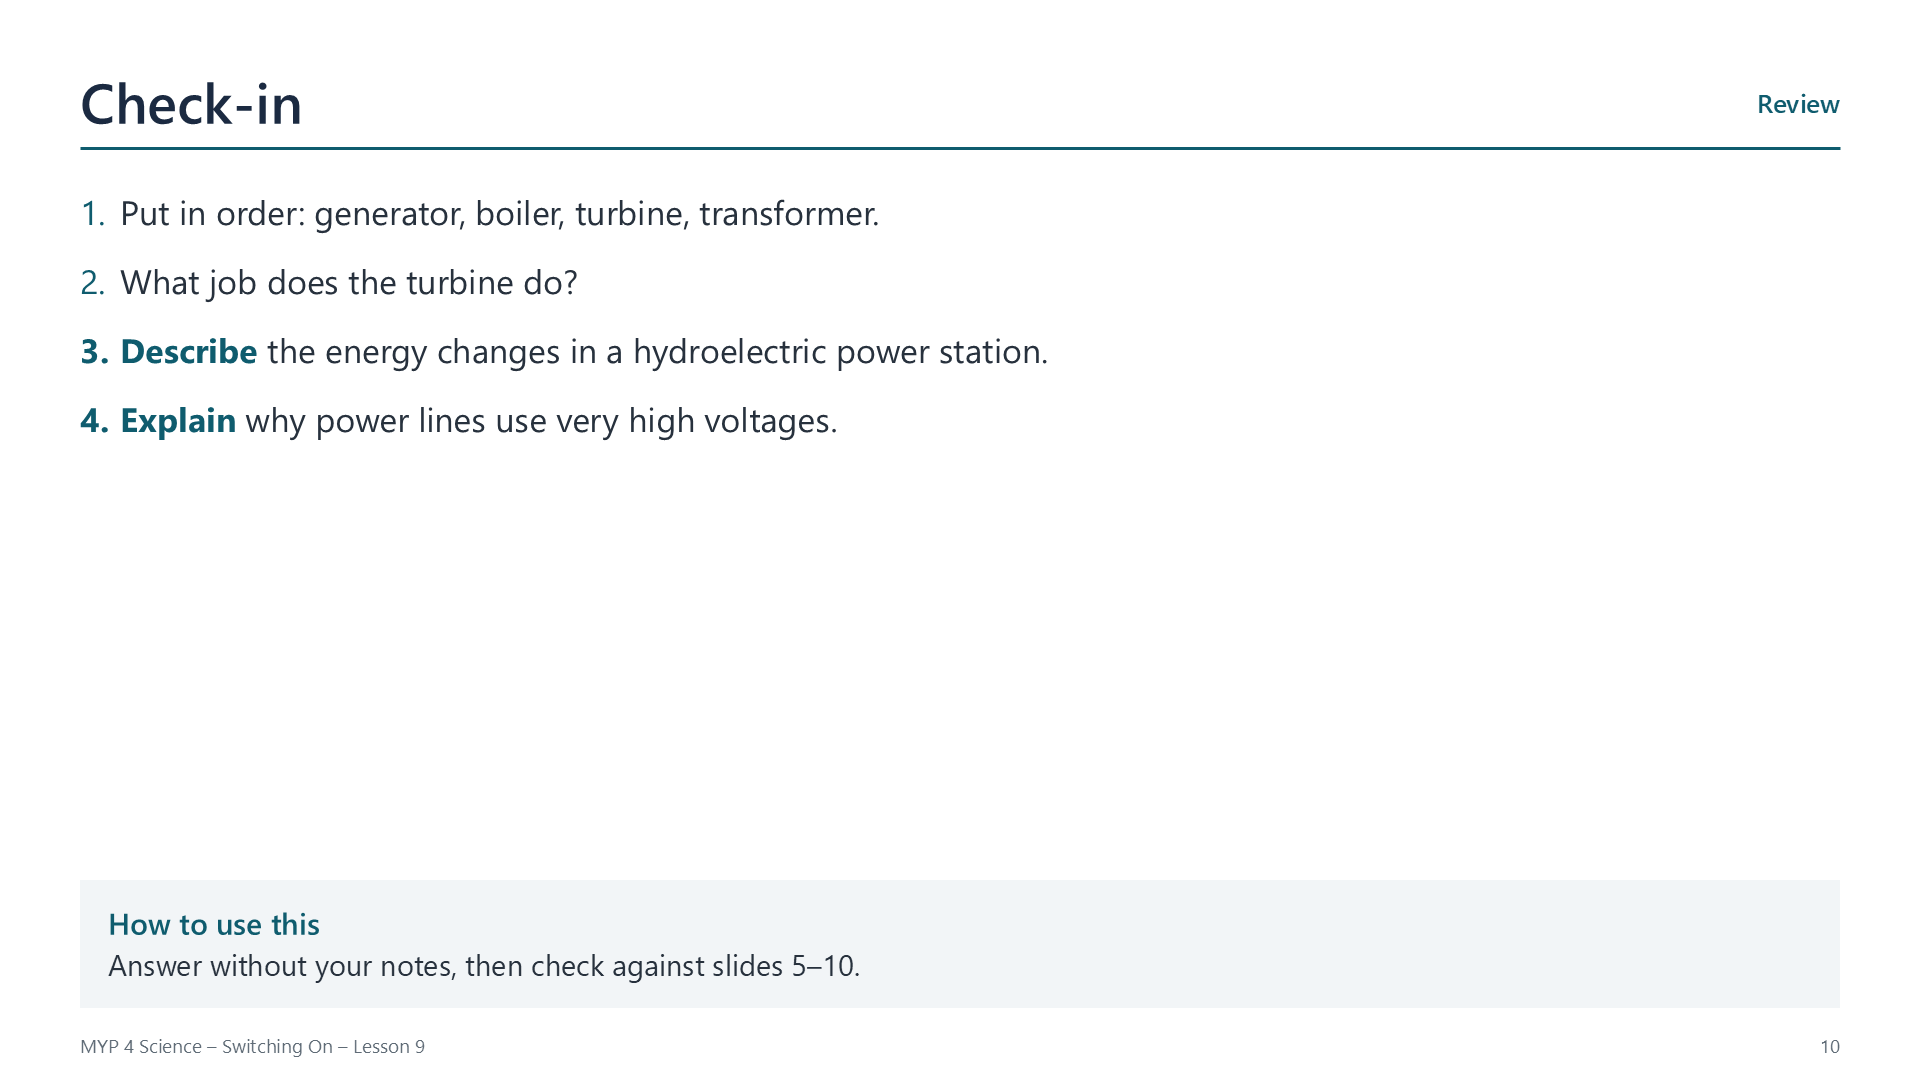 Check-in
Review
1. Put in order: generator, boiler, turbine, transformer.
2. What job does the turbine do?
3. Describe the energy changes in a hydroelectric power station.
4. Explain why power lines use very high voltages.
How to use this
Answer without your notes, then check against slides 5–10.
MYP 4 Science – Switching On – Lesson 9
10